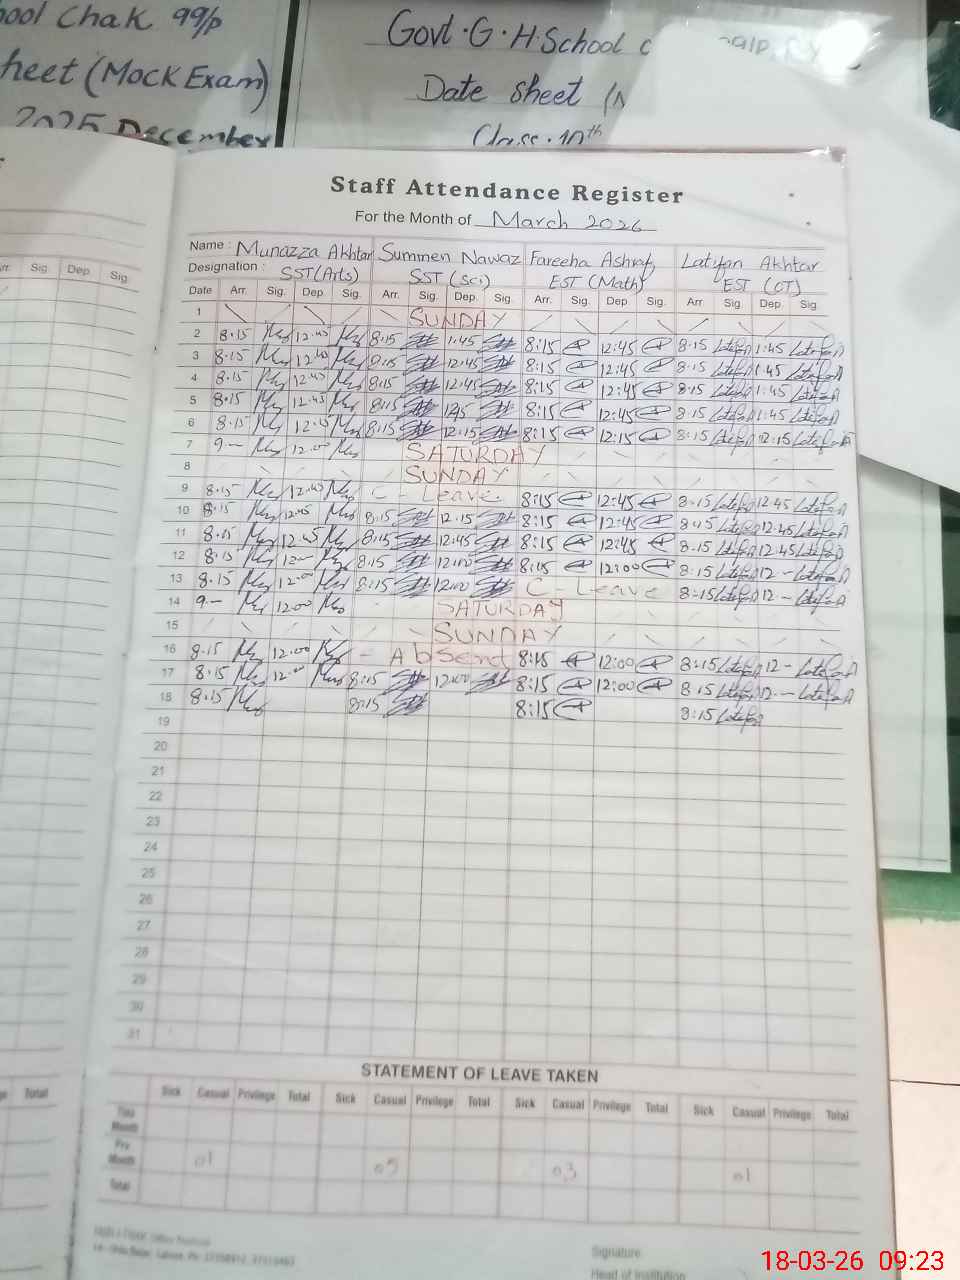 ool Chak 99/p
heet (Mock Exam)
2025 December
Govt. G. H. School c 99/p
Date sheet (
Class. 10th
Arr. Sig. Dep. Sig.
Total
Staff Attendance Register
For the Month of March 2026
Name : Munazza Akhtar Summen Nawaz Fareeha Ashraf Latifan Akhtar
Designation : SST (Arts) SST (Sci) EST (Math) EST (OT)
Date Arr. Sig. Dep. Sig. Arr. Sig. Dep. Sig. Arr. Sig. Dep Sig. Arr Sig. Dep. Sig.
1 SUNDAY
2 8.15 12.45 8.15 1.45 8:15 12:45 8.15 1.45
3 8.15 8.15 12.45 8:15 12:45 8.15 1.45
4 8.15 12.45 8.15 12.45 8:15 12:45 8.15 1.45
5 8.15 12.45 8:15 8:15 12:45 8.15 1.45
6 8.15 12.45 8.15 12.15 8:15 12:15 8:15 12.15
7 9- 12.00 SATURDAY
8 SUNDAY
9 8.15 12.45 C - Leave. 8:15 12:45 8.15 12.45
10 8.15 12.45 8.15 12.15 8:15 12:45 8.15 12.45
11 8.15 12.45 8.15 12:45 8:15 12:45 8.15 12.45
12 8.15 8.15 12.00 8:15 12:00 8:15 12 -
13 8.15 12.00 8:15 12.00 C - Leave 8:15 12. -
14 9- 12.00 SATURDAY
15 SUNDAY
16 8.15 12.00 - Absent 8:15 12:00 8:15 12 -
17 8.15 12.00 8:15 12.00 8:15 12:00 8.15 12. -
18 8.15 8:15 8:15 8:15
19
20
21
22
23
24
25
26
27
28
29
30
31
STATEMENT OF LEAVE TAKEN
Sick Casual Privilege Total Sick Casual Privilege Total Sick Casual Privilege Total Sick Casual Privilege Total
This Month
Pre Month 01 05 03 01
Total
Signature
Head of Institution
18-03-26 09:23